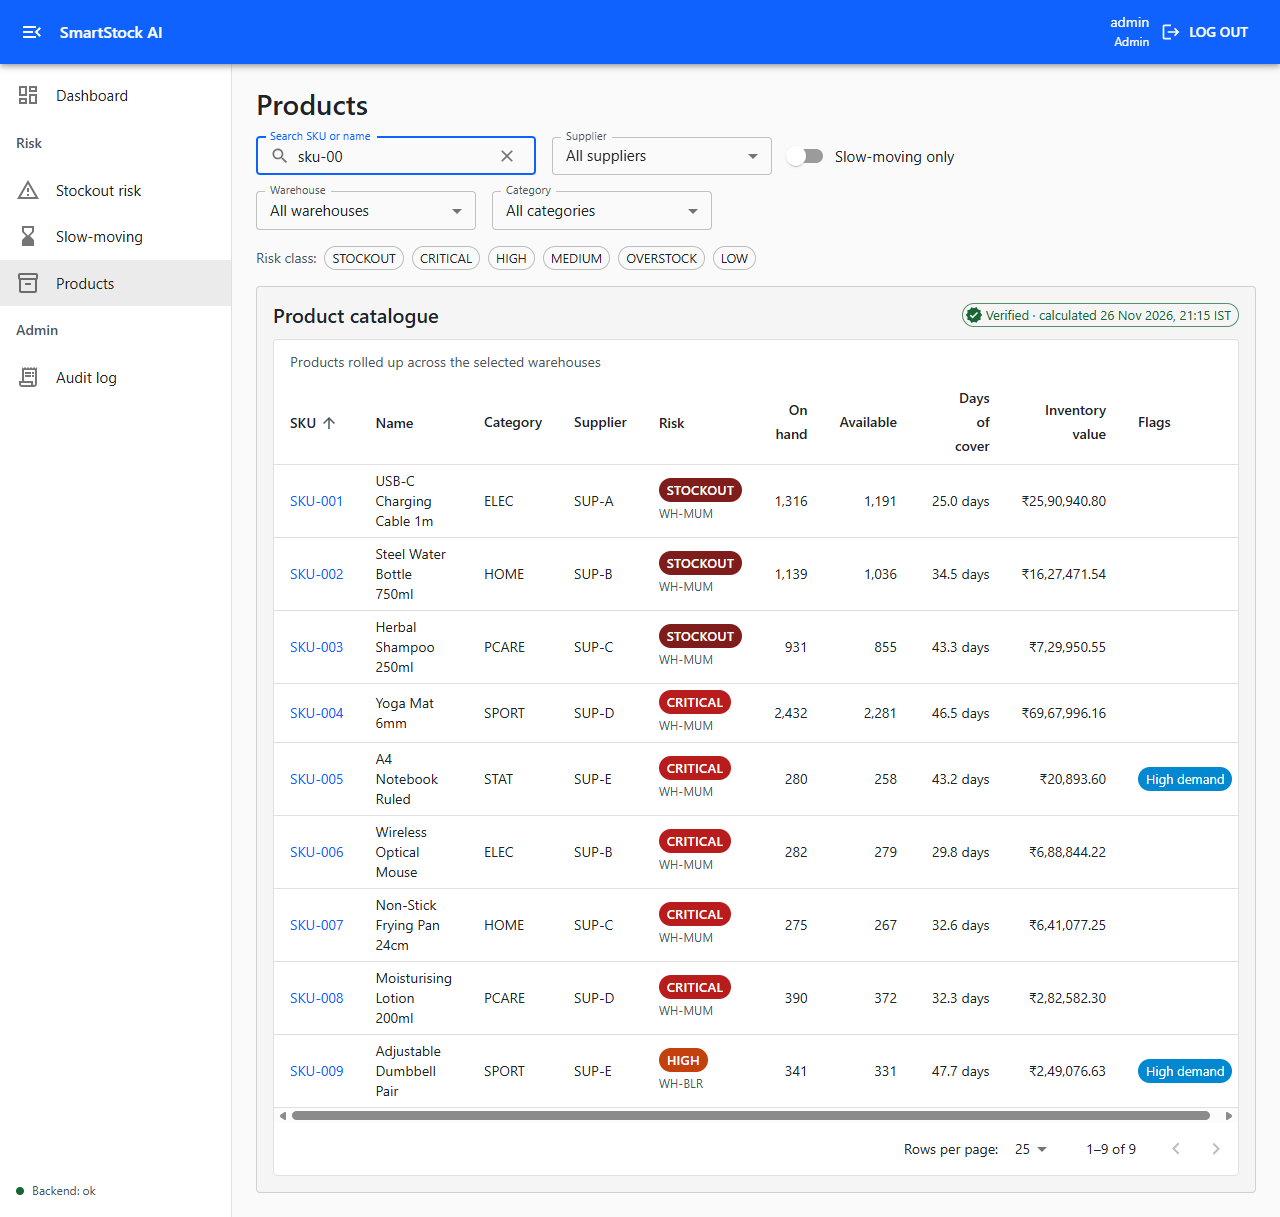 SmartStock AI
admin
Admin
LOG OUT
Dashboard
Risk
Stockout risk
Slow-moving
Products
Admin
Audit log
Backend: ok
Products
Search SKU or name
sku-00
Supplier
All suppliers
Slow-moving only
Warehouse
All warehouses
Category
All categories
Risk class: STOCKOUT CRITICAL HIGH MEDIUM OVERSTOCK LOW
Product catalogue
Verified · calculated 26 Nov 2026, 21:15 IST
Products rolled up across the selected warehouses
SKU Name Category Supplier Risk On hand Available Days of cover Inventory value Flags
SKU-001 USB-C Charging Cable 1m ELEC SUP-A STOCKOUT WH-MUM 1,316 1,191 25.0 days ₹25,90,940.80
SKU-002 Steel Water Bottle 750ml HOME SUP-B STOCKOUT WH-MUM 1,139 1,036 34.5 days ₹16,27,471.54
SKU-003 Herbal Shampoo 250ml PCARE SUP-C STOCKOUT WH-MUM 931 855 43.3 days ₹7,29,950.55
SKU-004 Yoga Mat 6mm SPORT SUP-D CRITICAL WH-MUM 2,432 2,281 46.5 days ₹69,67,996.16
SKU-005 A4 Notebook Ruled STAT SUP-E CRITICAL WH-MUM 280 258 43.2 days ₹20,893.60 High demand
SKU-006 Wireless Optical Mouse ELEC SUP-B CRITICAL WH-MUM 282 279 29.8 days ₹6,88,844.22
SKU-007 Non-Stick Frying Pan 24cm HOME SUP-C CRITICAL WH-MUM 275 267 32.6 days ₹6,41,077.25
SKU-008 Moisturising Lotion 200ml PCARE SUP-D CRITICAL WH-MUM 390 372 32.3 days ₹2,82,582.30
SKU-009 Adjustable Dumbbell Pair SPORT SUP-E HIGH WH-BLR 341 331 47.7 days ₹2,49,076.63 High demand
Rows per page: 25 1–9 of 9